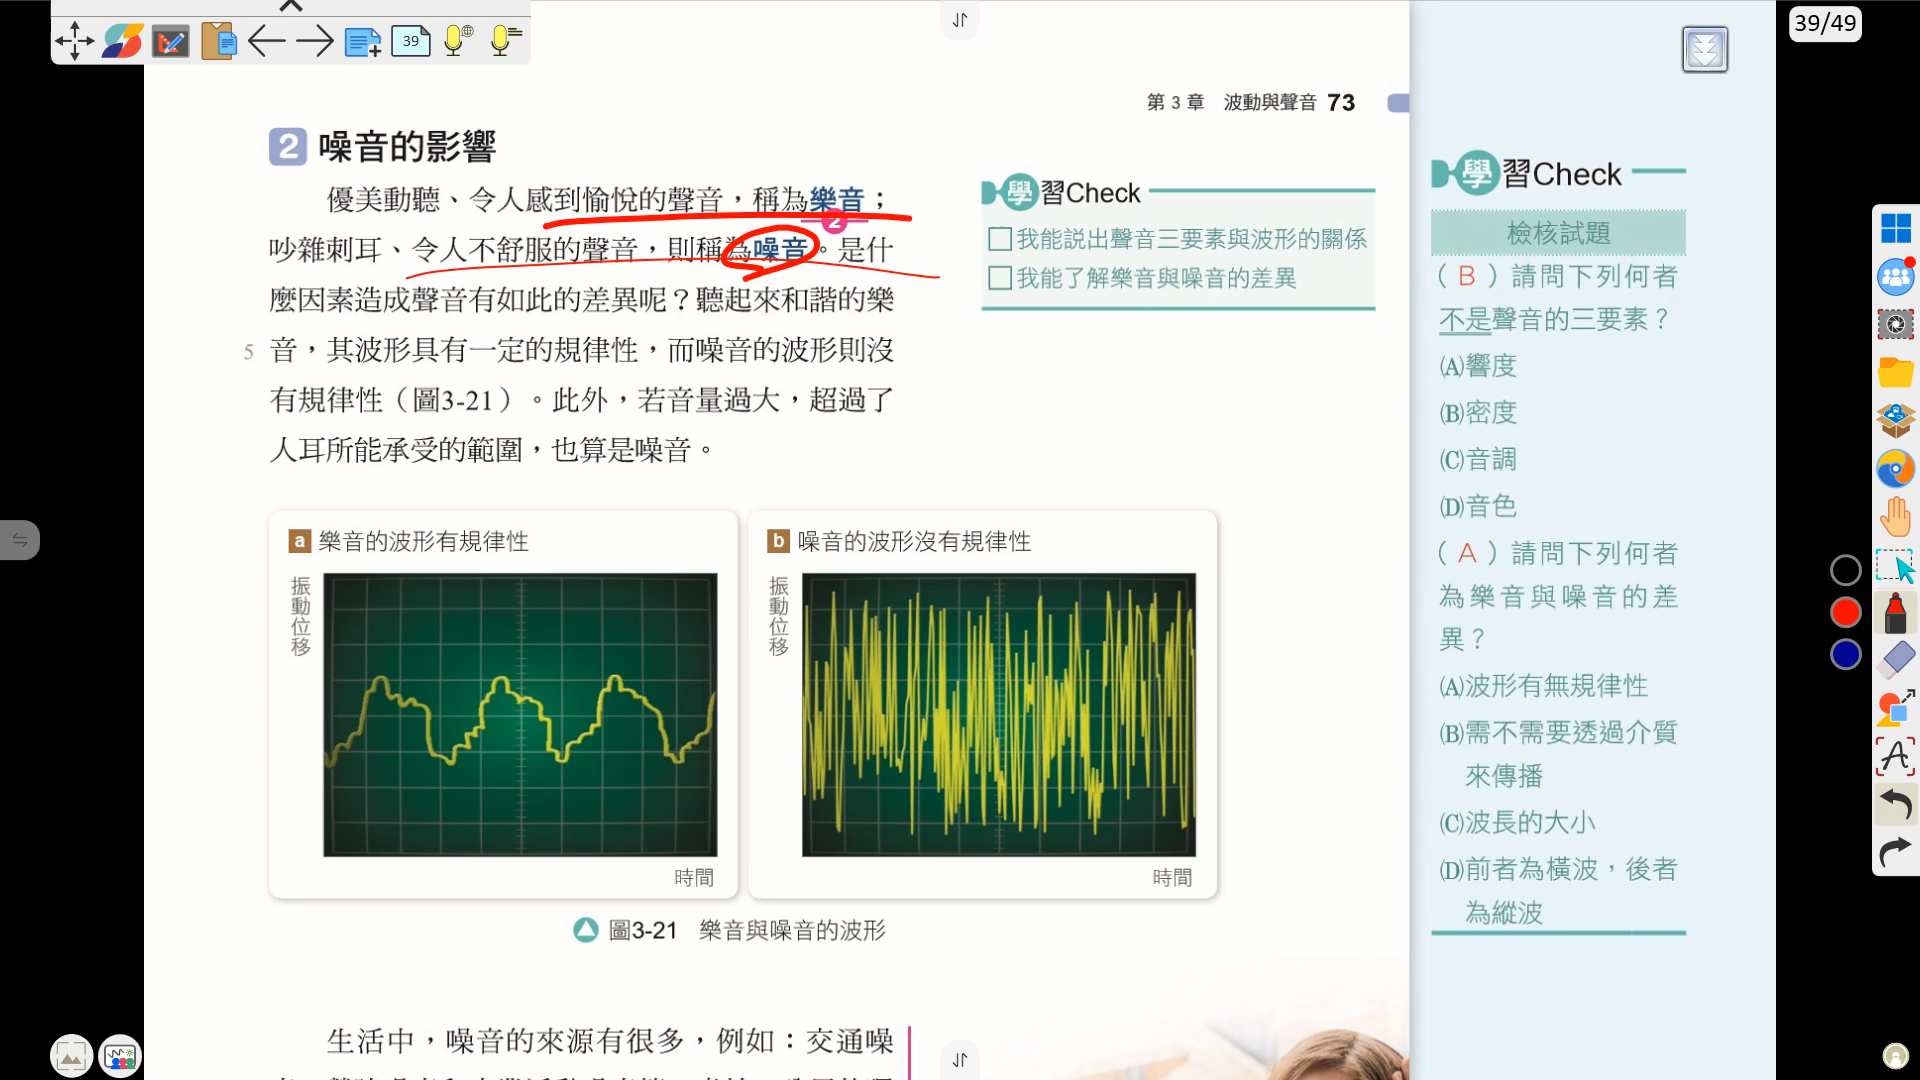 39/49
39
第 3 章 波動與聲音 73
2 噪音的影響
優美動聽、令人感到愉悅的聲音，稱為樂音；
2
吵雜刺耳、令人不舒服的聲音，則稱為噪音。是什
麼因素造成聲音有如此的差異呢？聽起來和諧的樂
5 音，其波形具有一定的規律性，而噪音的波形則沒
有規律性（圖3-21）。此外，若音量過大，超過了
人耳所能承受的範圍，也算是噪音。
學習Check
□我能說出聲音三要素與波形的關係
□我能了解樂音與噪音的差異
a 樂音的波形有規律性
振動位移
時間
b 噪音的波形沒有規律性
振動位移
時間
圖3-21 樂音與噪音的波形
生活中，噪音的來源有很多，例如：交通噪
學習Check
檢核試題
（ B ）請問下列何者
不是聲音的三要素？
(A)響度
(B)密度
(C)音調
(D)音色
（ A ）請問下列何者
為樂音與噪音的差
異？
(A)波形有無規律性
(B)需不需要透過介質
來傳播
(C)波長的大小
(D)前者為橫波，後者
為縱波